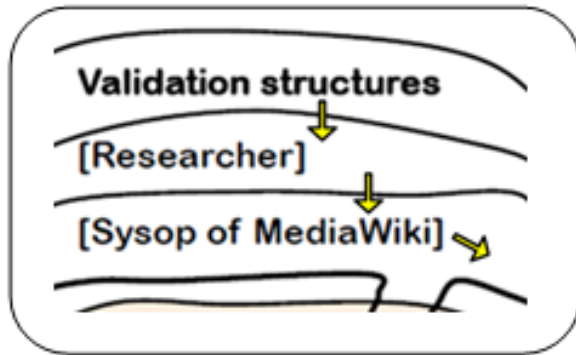 Validation structures
[Researcher]
[Sysop of MediaWiki]